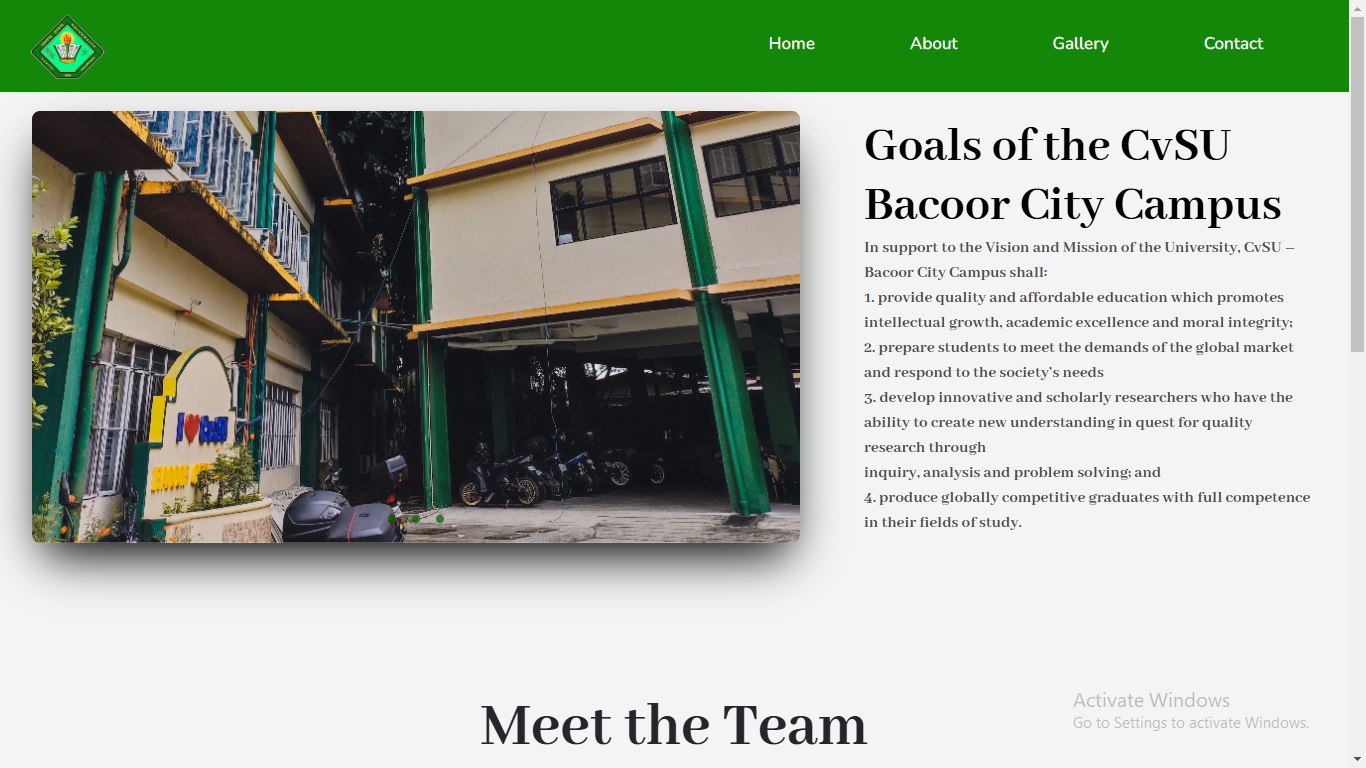 Home About Gallery Contact
Goals of the CvSU
Bacoor City Campus
In support to the Vision and Mission of the University, CvSU –
Bacoor City Campus shall:
1. provide quality and affordable education which promotes
intellectual growth, academic excellence and moral integrity;
2. prepare students to meet the demands of the global market
and respond to the society's needs
3. develop innovative and scholarly researchers who have the
ability to create new understanding in quest for quality
research through
inquiry, analysis and problem solving; and
4. produce globally competitive graduates with full competence
in their fields of study.
I ❤ CvSU
Meet the Team
Activate Windows
Go to Settings to activate Windows.